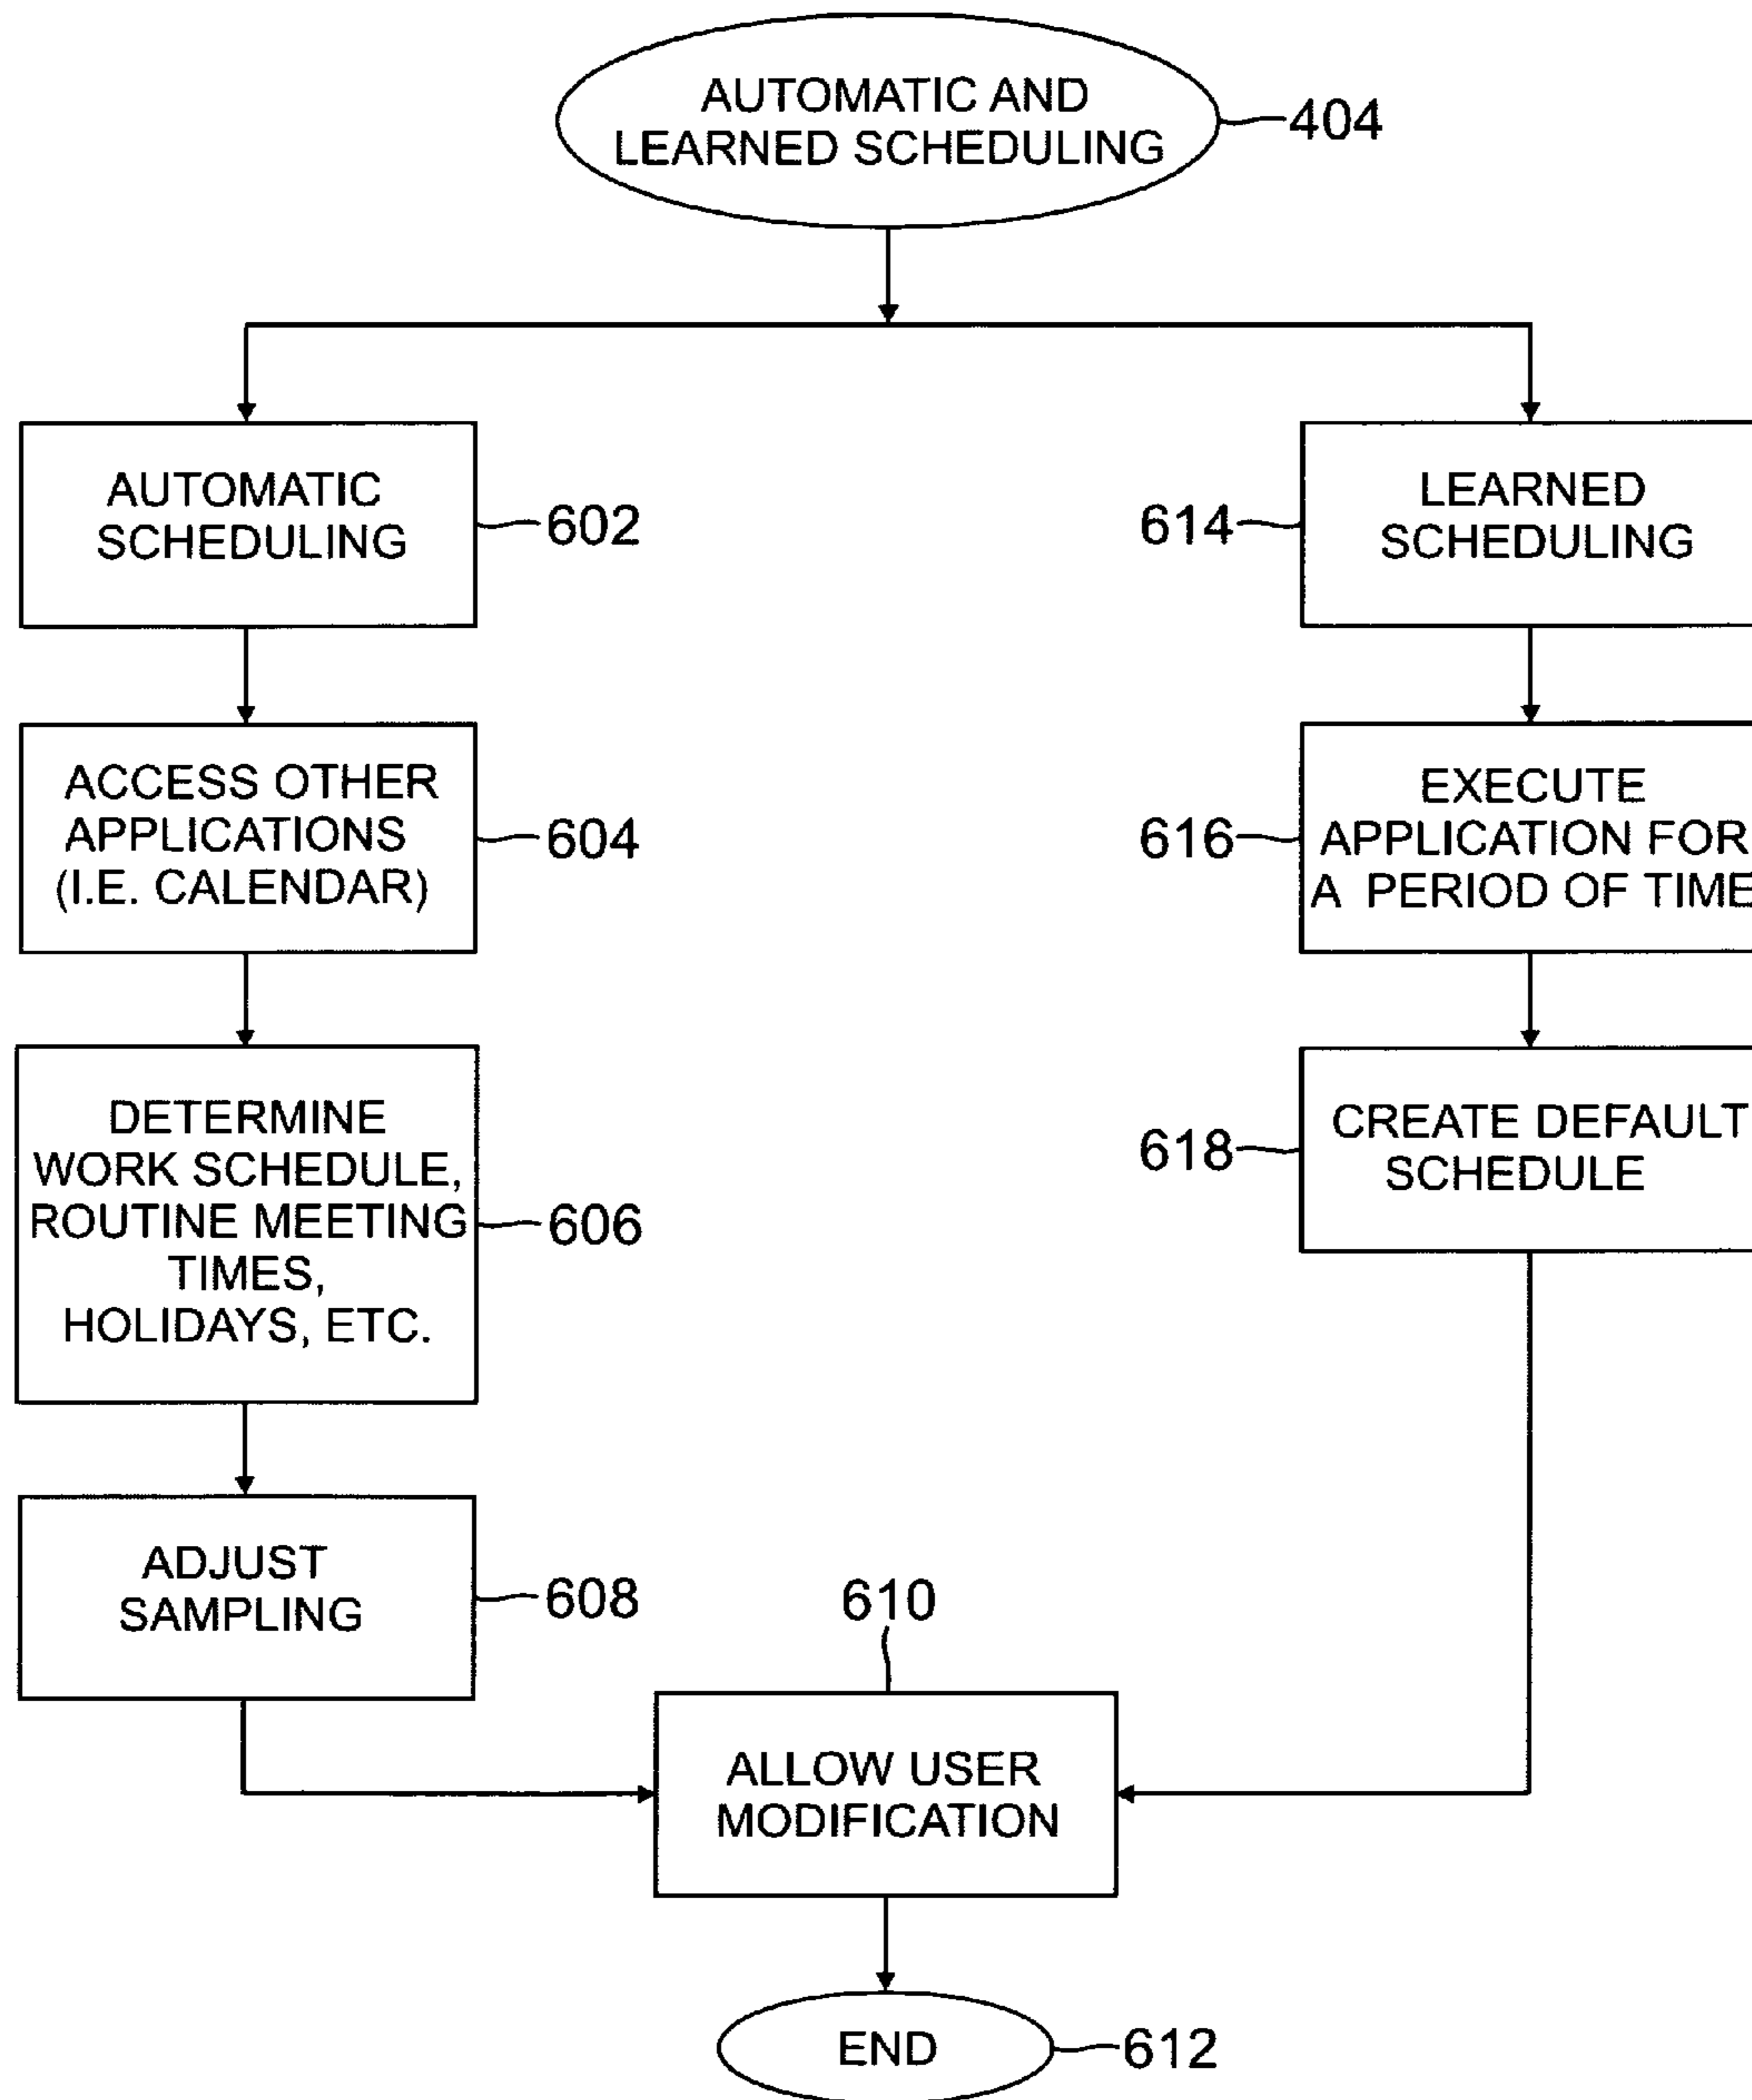 AUTOMATIC AND
LEARNED SCHEDULING
404
AUTOMATIC
SCHEDULING
602
614
LEARNED
SCHEDULING
ACCESS OTHER
APPLICATIONS
(I.E. CALENDAR)
604
616
EXECUTE
APPLICATION FOR
A PERIOD OF TIME
DETERMINE
WORK SCHEDULE,
ROUTINE MEETING
TIMES,
HOLIDAYS, ETC.
606
618
CREATE DEFAULT
SCHEDULE
ADJUST
SAMPLING
608
610
ALLOW USER
MODIFICATION
END
612